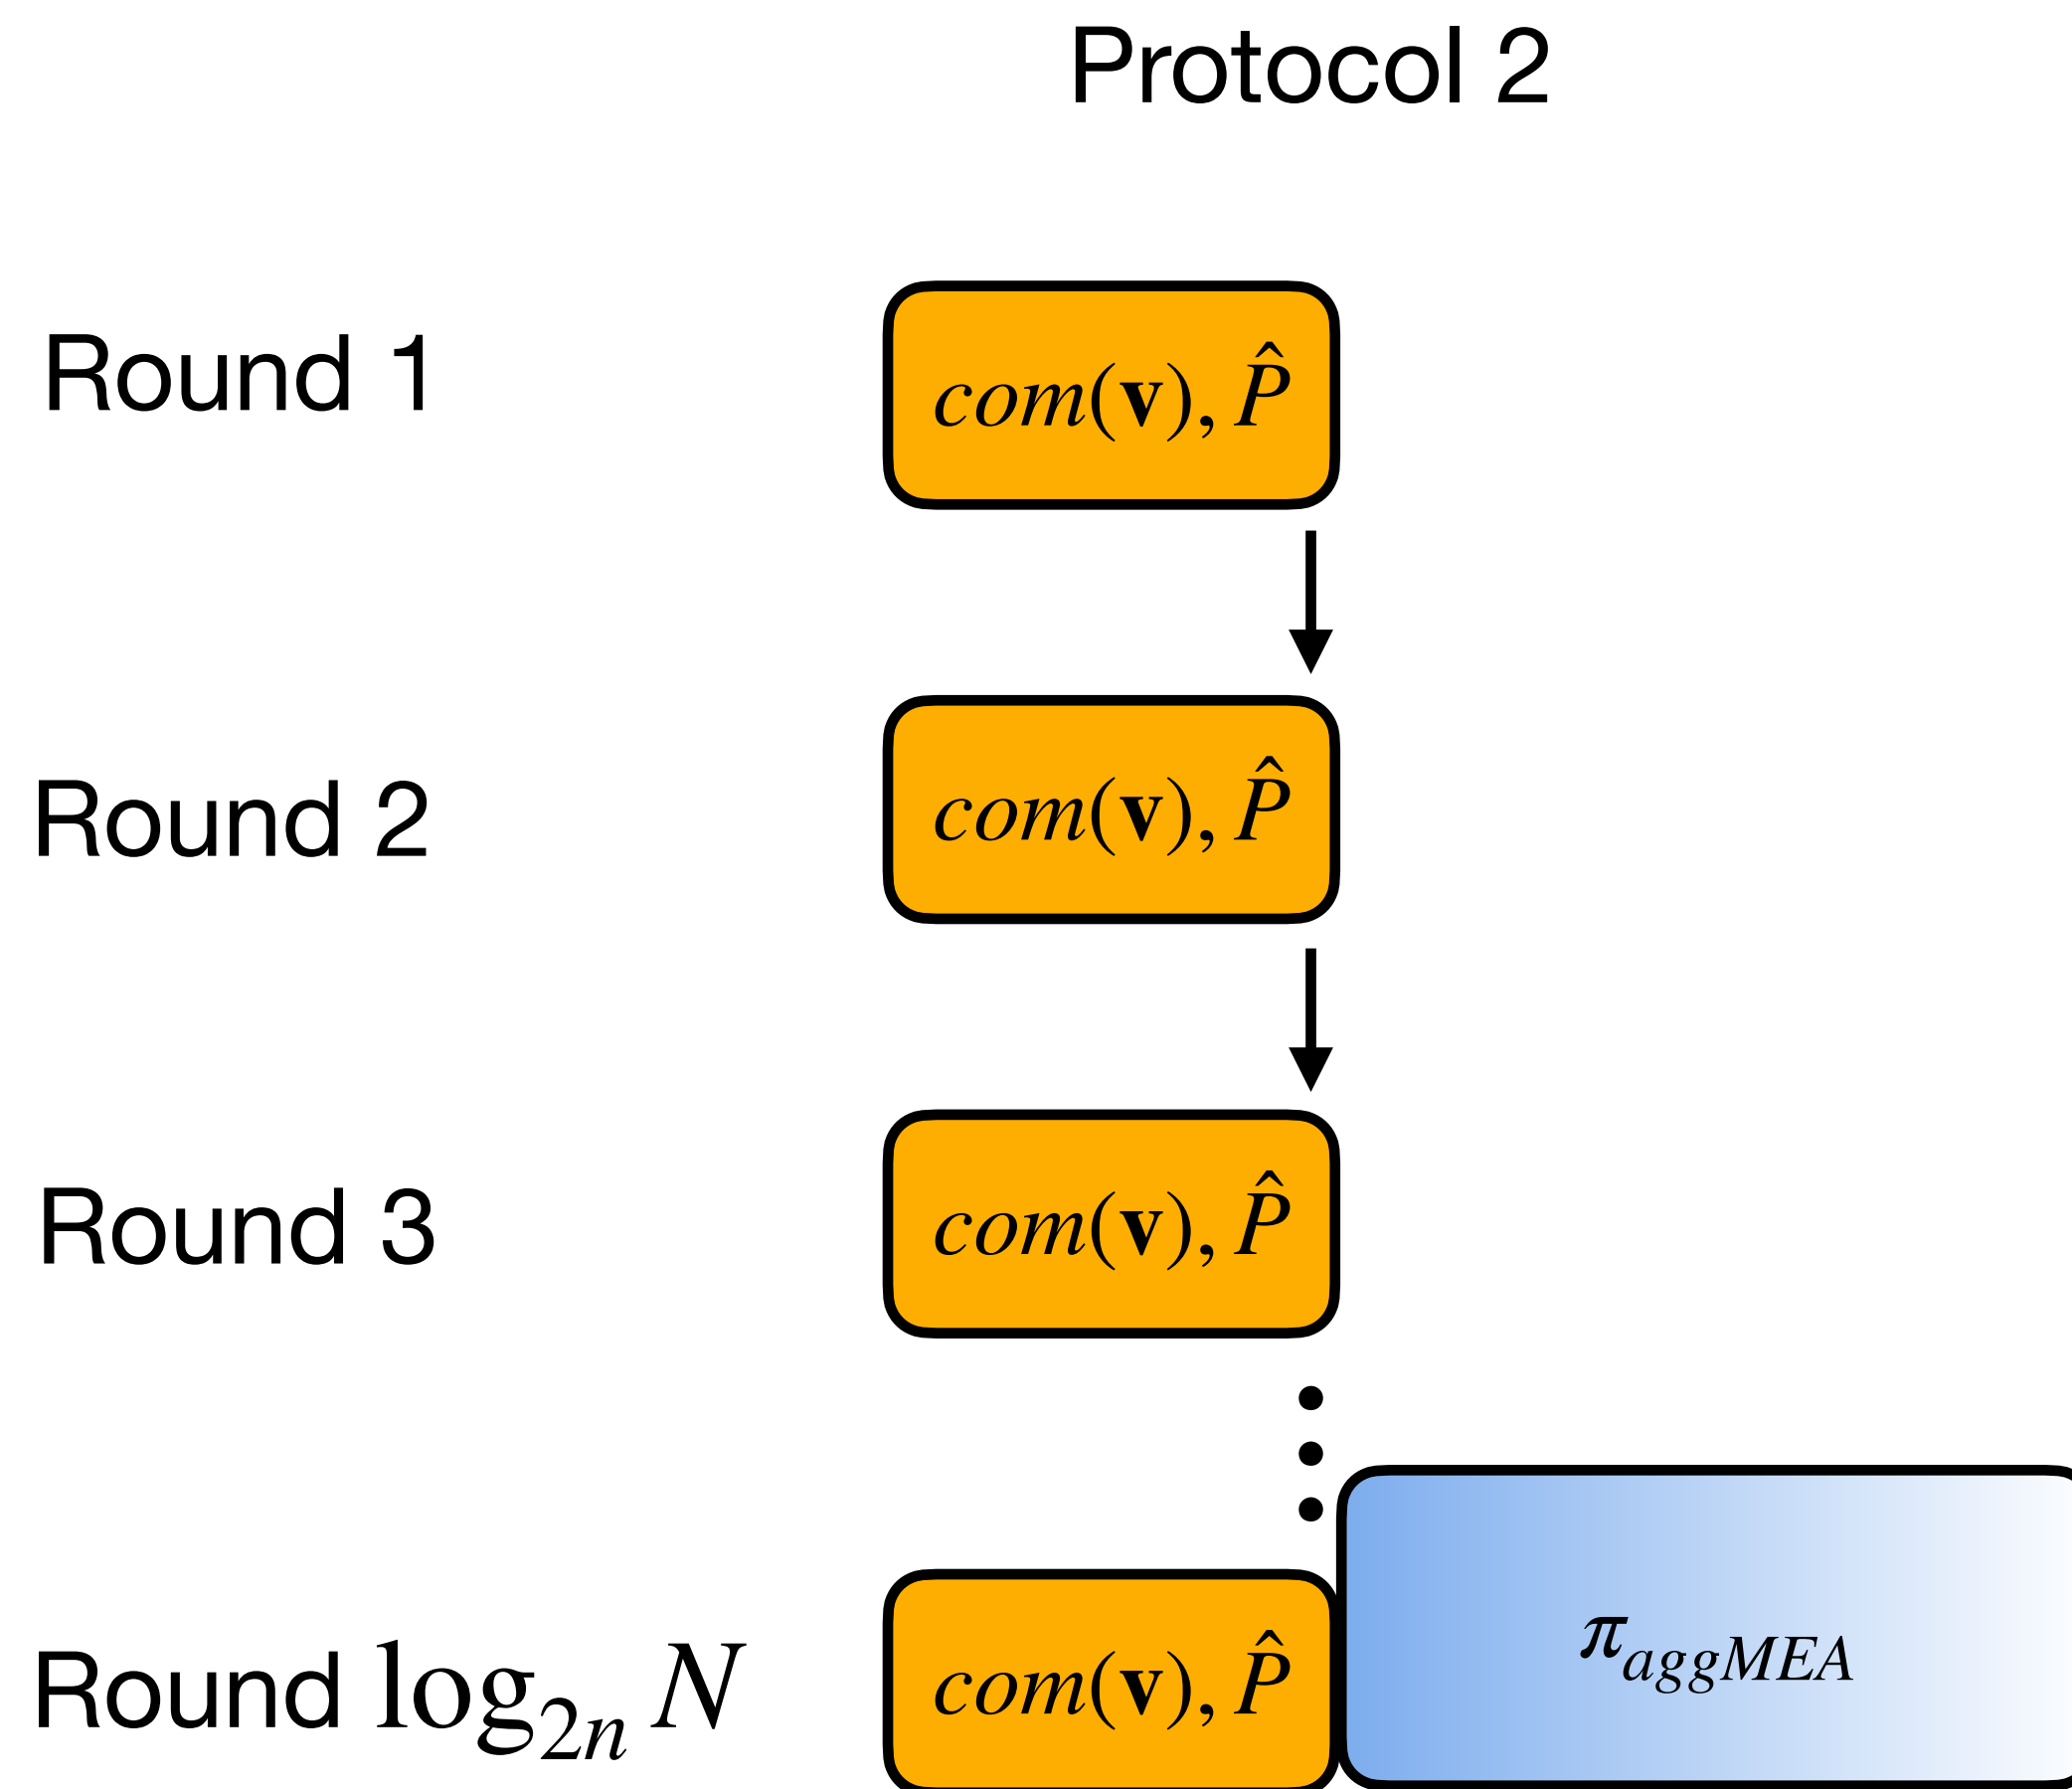 Protocol 2
Round 1
com(v), P̂
Round 2
com(v), P̂
Round 3
com(v), P̂
Round log₂ₙ N
com(v), P̂
π_aggMEA